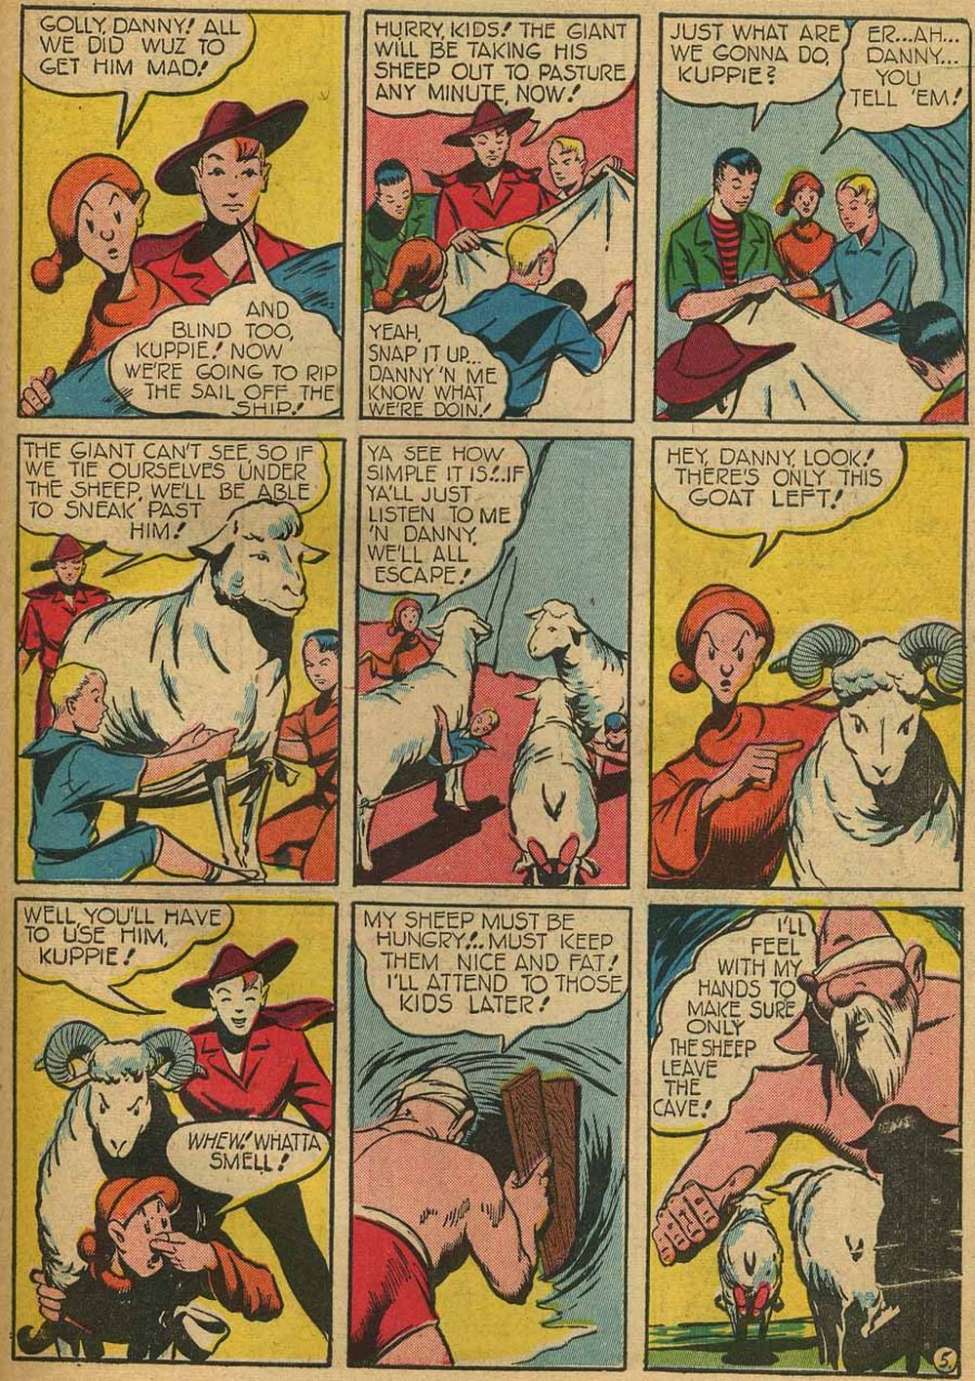 GOLLY, DANNY! ALL
WE DID WUZ TO
GET HIM MAD!
AND
BLIND TOO,
KUPPIE! NOW
WE'RE GOING TO RIP
THE SAIL OFF THE
SHIP!
HURRY, KIDS! THE GIANT
WILL BE TAKING HIS
SHEEP OUT TO PASTURE
ANY MINUTE, NOW!
YEAH,
SNAP IT UP...
DANNY 'N ME
KNOW WHAT
WE'RE DOIN!
JUST WHAT ARE
WE GONNA DO,
KUPPIE?
ER...AH...
DANNY...
YOU
TELL 'EM!
THE GIANT CAN'T SEE, SO IF
WE TIE OURSELVES UNDER
THE SHEEP, WE'LL BE ABLE
TO SNEAK PAST
HIM!
YA SEE HOW
SIMPLE IT IS!..IF
YA'LL JUST
LISTEN TO ME
'N DANNY,
WE'LL ALL
ESCAPE!
HEY, DANNY, LOOK!
THERE'S ONLY THIS
GOAT LEFT!
WELL, YOU'LL HAVE
TO USE HIM,
KUPPIE!
WHEW! WHATTA
SMELL!
MY SHEEP MUST BE
HUNGRY!.. MUST KEEP
THEM NICE AND FAT!
I'LL ATTEND TO THOSE
KIDS LATER!
I'LL
FEEL
WITH MY
HANDS TO
MAKE SURE
ONLY
THE SHEEP
LEAVE
THE
CAVE!
5